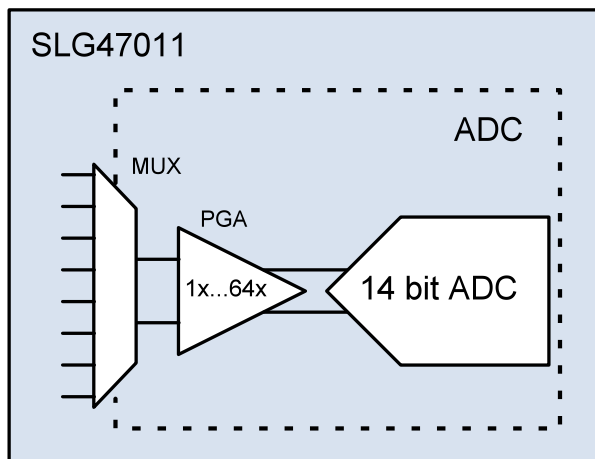 SLG47011
ADC
MUX
PGA
1x...64x
14 bit ADC